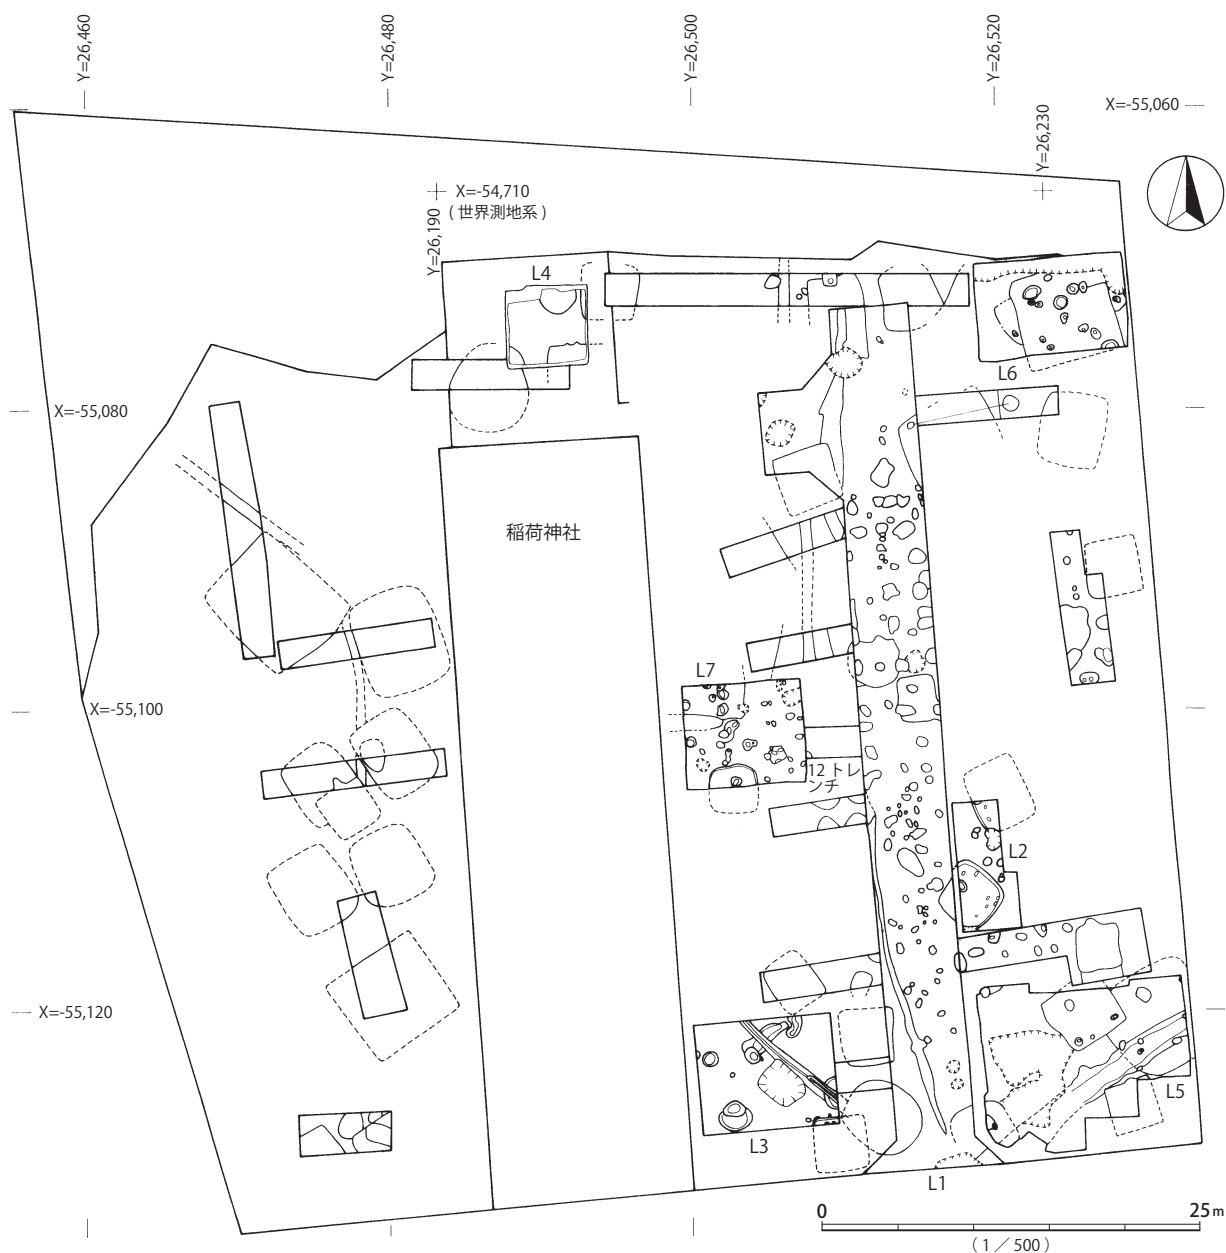 Y=26,460
Y=26,480
Y=26,500
Y=26,520
X=-55,060
Y=26,230
X=-54,710
(世界測地系)
Y=26,190
L4
L6
X=-55,080
稲荷神社
L7
X=-55,100
12トレ
ンチ
L2
X=-55,120
L5
L3
L1
0
25m
(1/500)